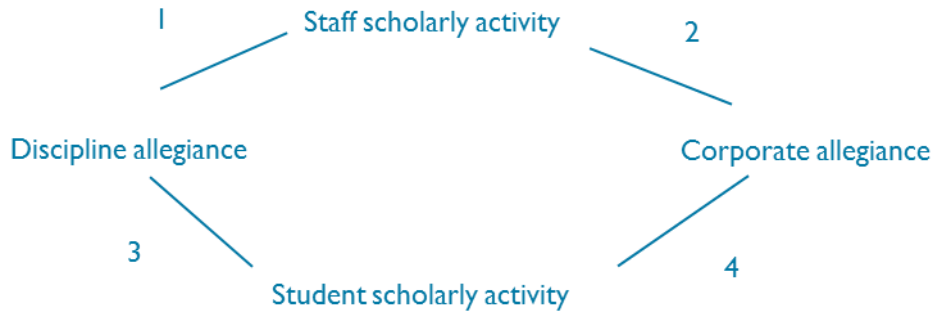 1
Staff scholarly activity
2
Discipline allegiance
Corporate allegiance
3
4
Student scholarly activity